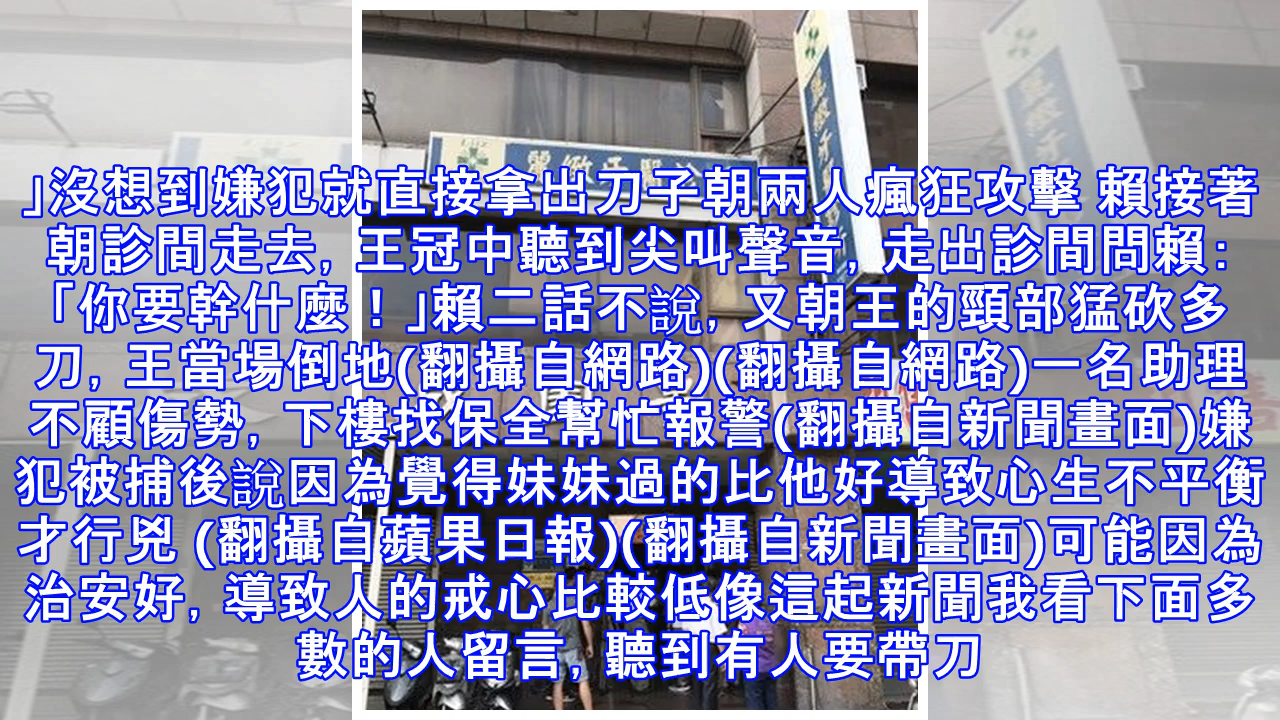 」沒想到嫌犯就直接拿出刀子朝兩人瘋狂攻擊 賴接著
朝診間走去, 王冠中聽到尖叫聲音, 走出診間問賴:
「你要幹什麼！」賴二話不說, 又朝王的頸部猛砍多
刀, 王當場倒地(翻攝自網路)(翻攝自網路)一名助理
不顧傷勢, 下樓找保全幫忙報警(翻攝自新聞畫面)嫌
犯被捕後說因為覺得妹妹過的比他好導致心生不平衡
才行兇 (翻攝自蘋果日報)(翻攝自新聞畫面)可能因為
治安好, 導致人的戒心比較低像這起新聞我看下面多
數的人留言, 聽到有人要帶刀